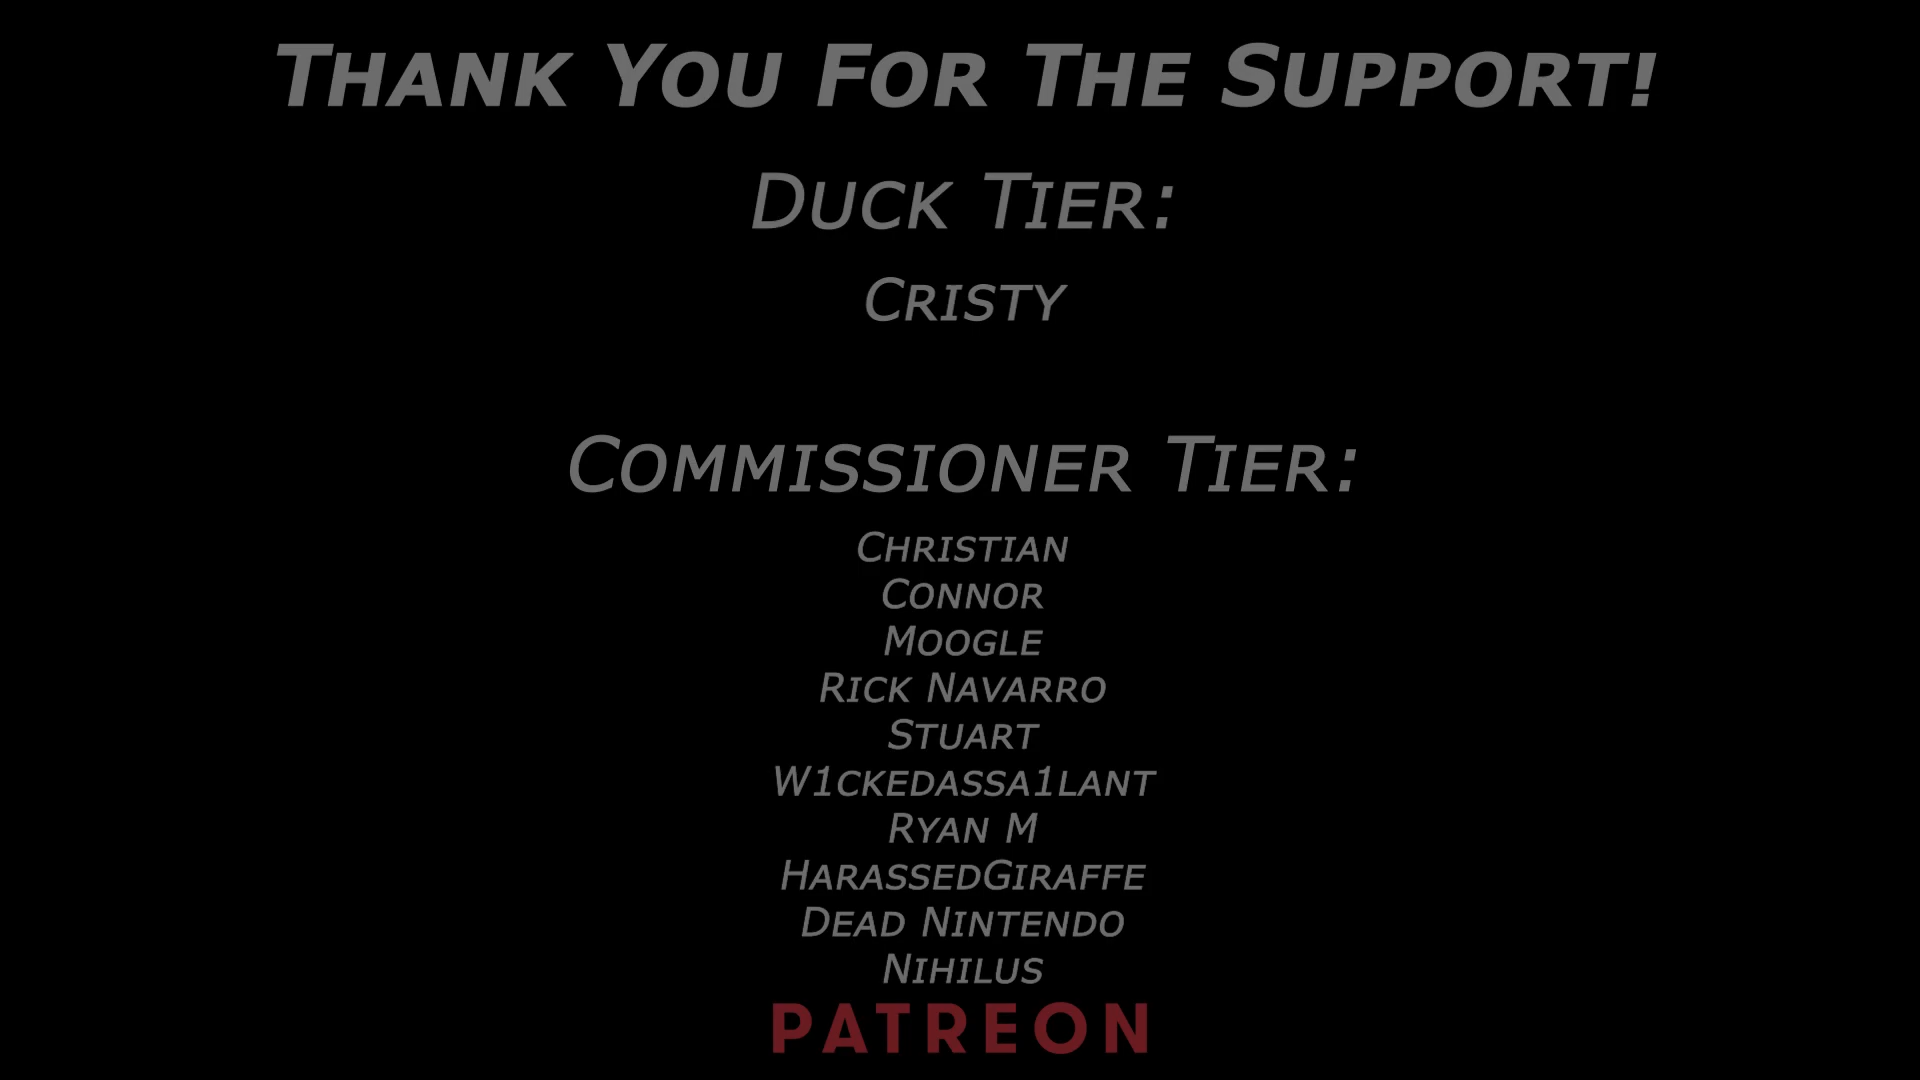 Thank You For The Support!
Duck Tier:
Cristy
Commissioner Tier:
Christian
Connor
Moogle
Rick Navarro
Stuart
W1ckedassa1lant
Ryan M
HarassedGiraffe
Dead Nintendo
Nihilus
PATREON